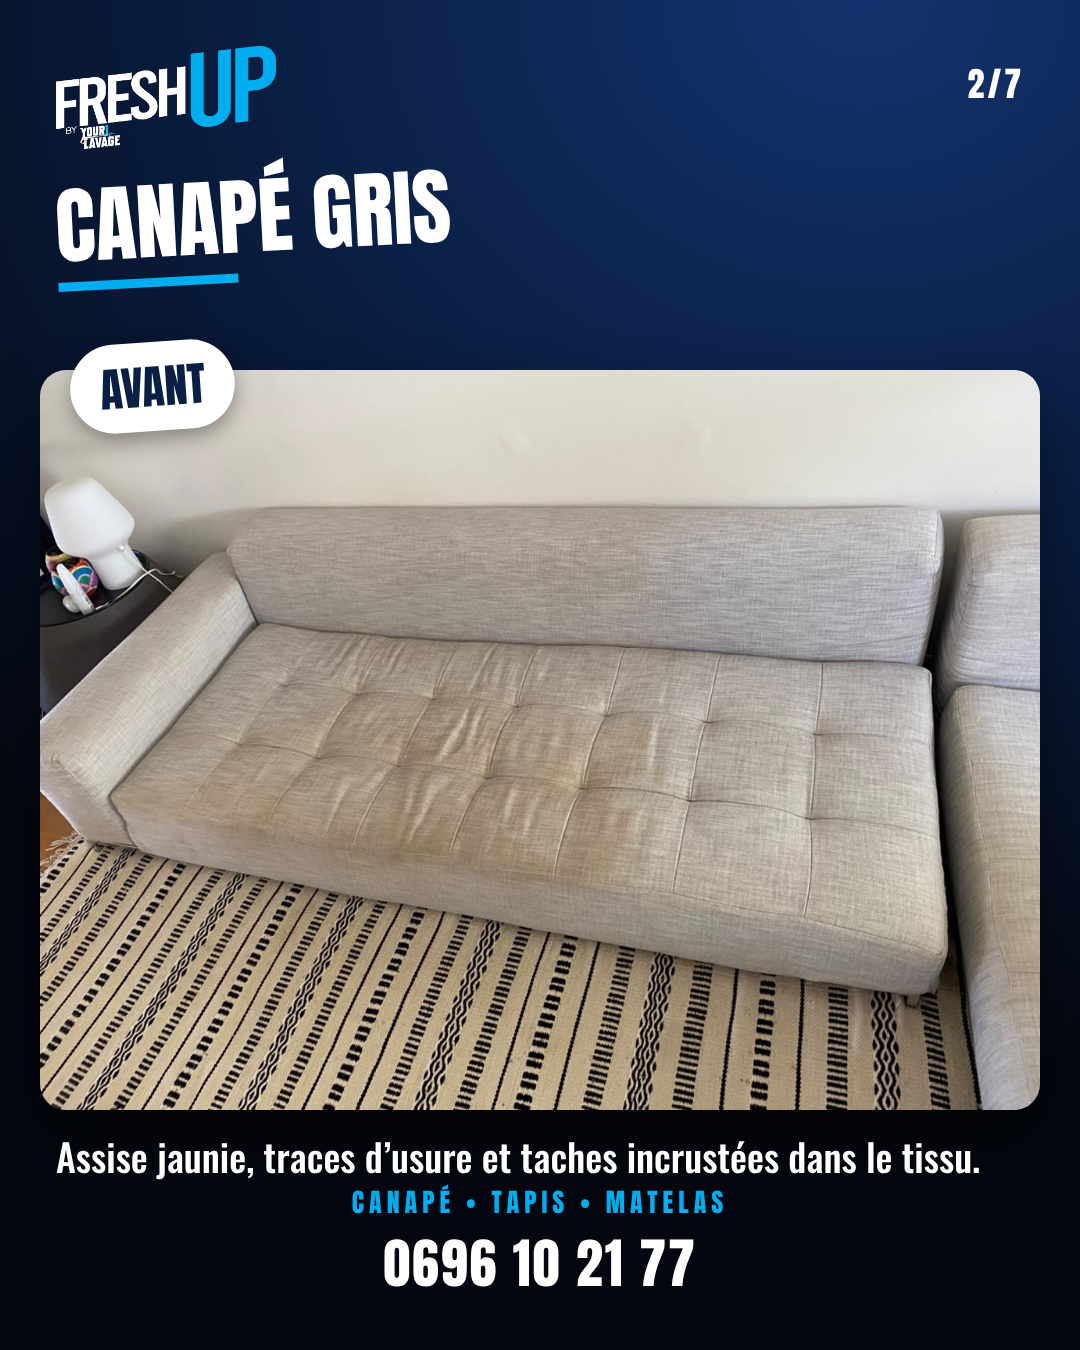 FRESHUP
BY YOUR LAVAGE
2/7
CANAPÉ GRIS
AVANT
Assise jaunie, traces d’usure et taches incrustées dans le tissu.
CANAPÉ • TAPIS • MATELAS
0696 10 21 77